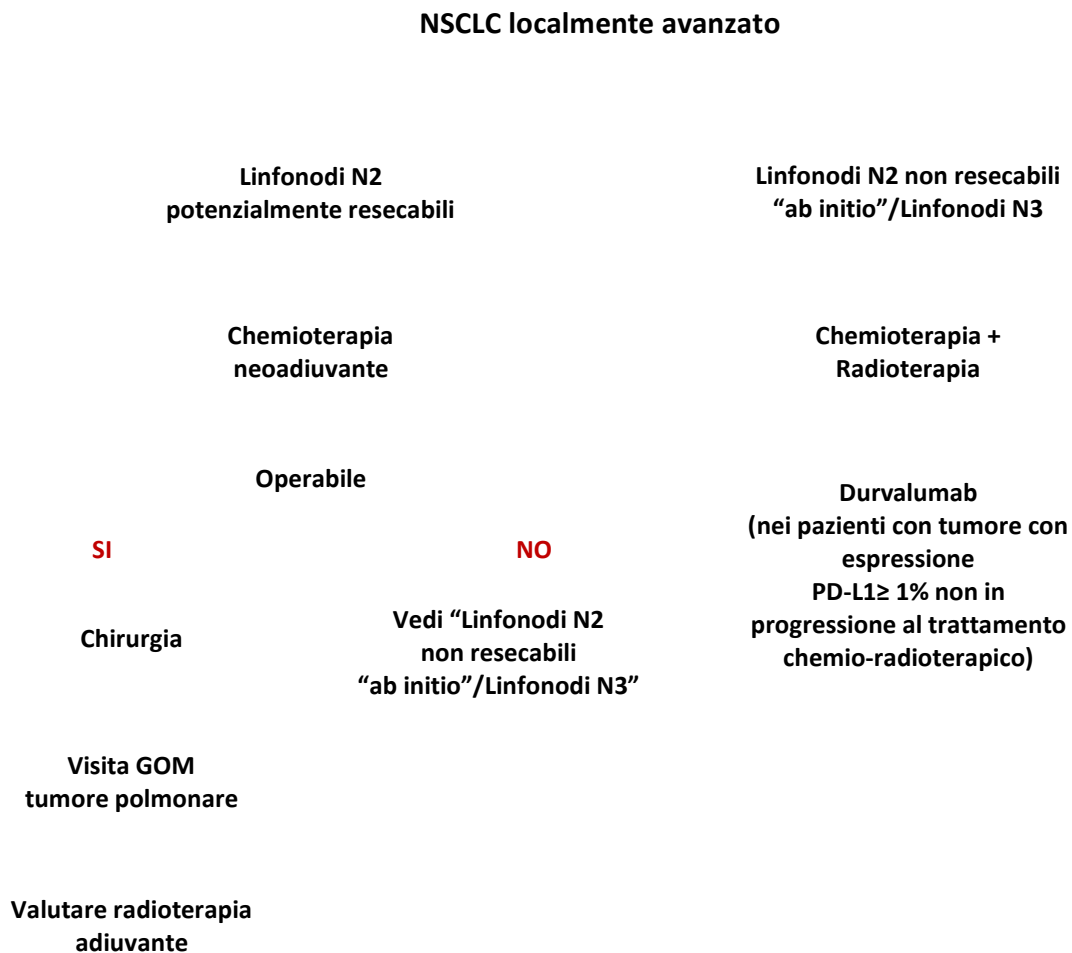 NSCLC localmente avanzato
Linfonodi N2
potenzialmente resecabili
Linfonodi N2 non resecabili
“ab initio”/Linfonodi N3
Chemioterapia
neoadiuvante
Chemioterapia +
Radioterapia
Operabile
SI
NO
Durvalumab
(nei pazienti con tumore con
espressione
PD-L1≥ 1% non in
progressione al trattamento
chemio-radioterapico)
Chirurgia
Vedi “Linfonodi N2
non resecabili
“ab initio”/Linfonodi N3”
Visita GOM
tumore polmonare
Valutare radioterapia
adiuvante